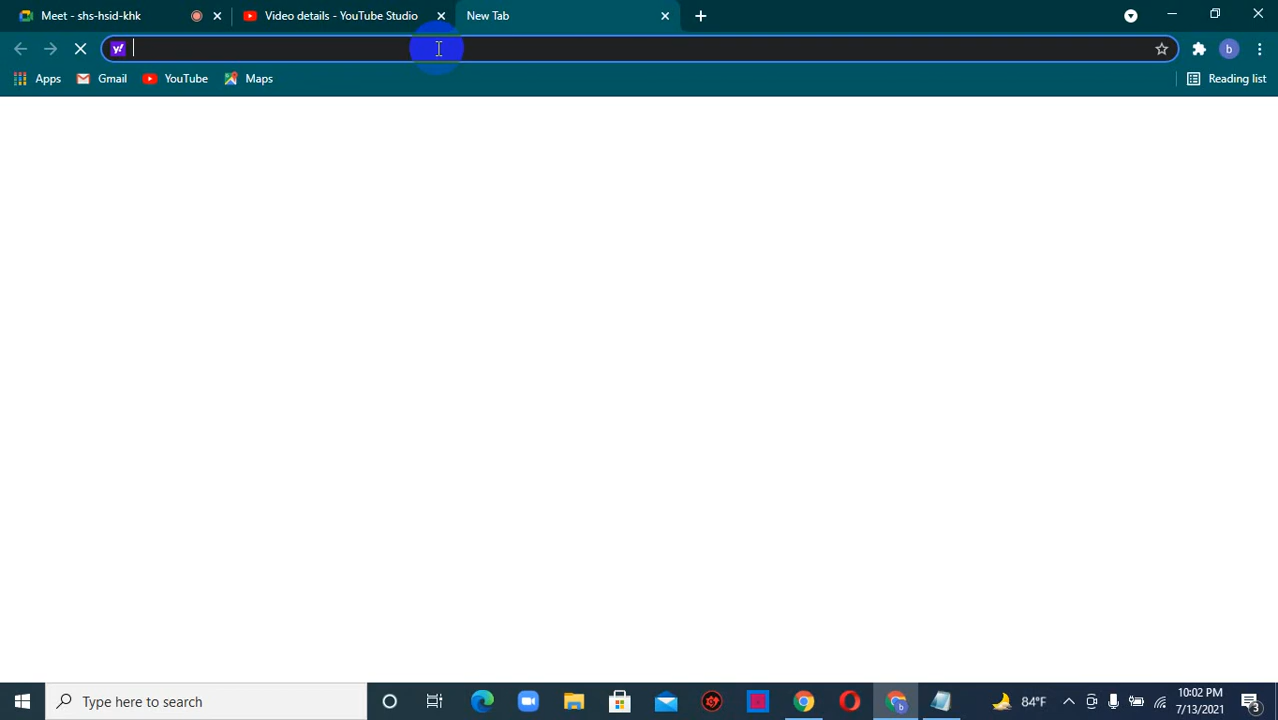 Meet - shs-hsid-khk
Video details - YouTube Studio
New Tab
y!
Apps
Gmail
YouTube
Maps
Reading list
b
Type here to search
b
84°F
10:02 PM
7/13/2021
3